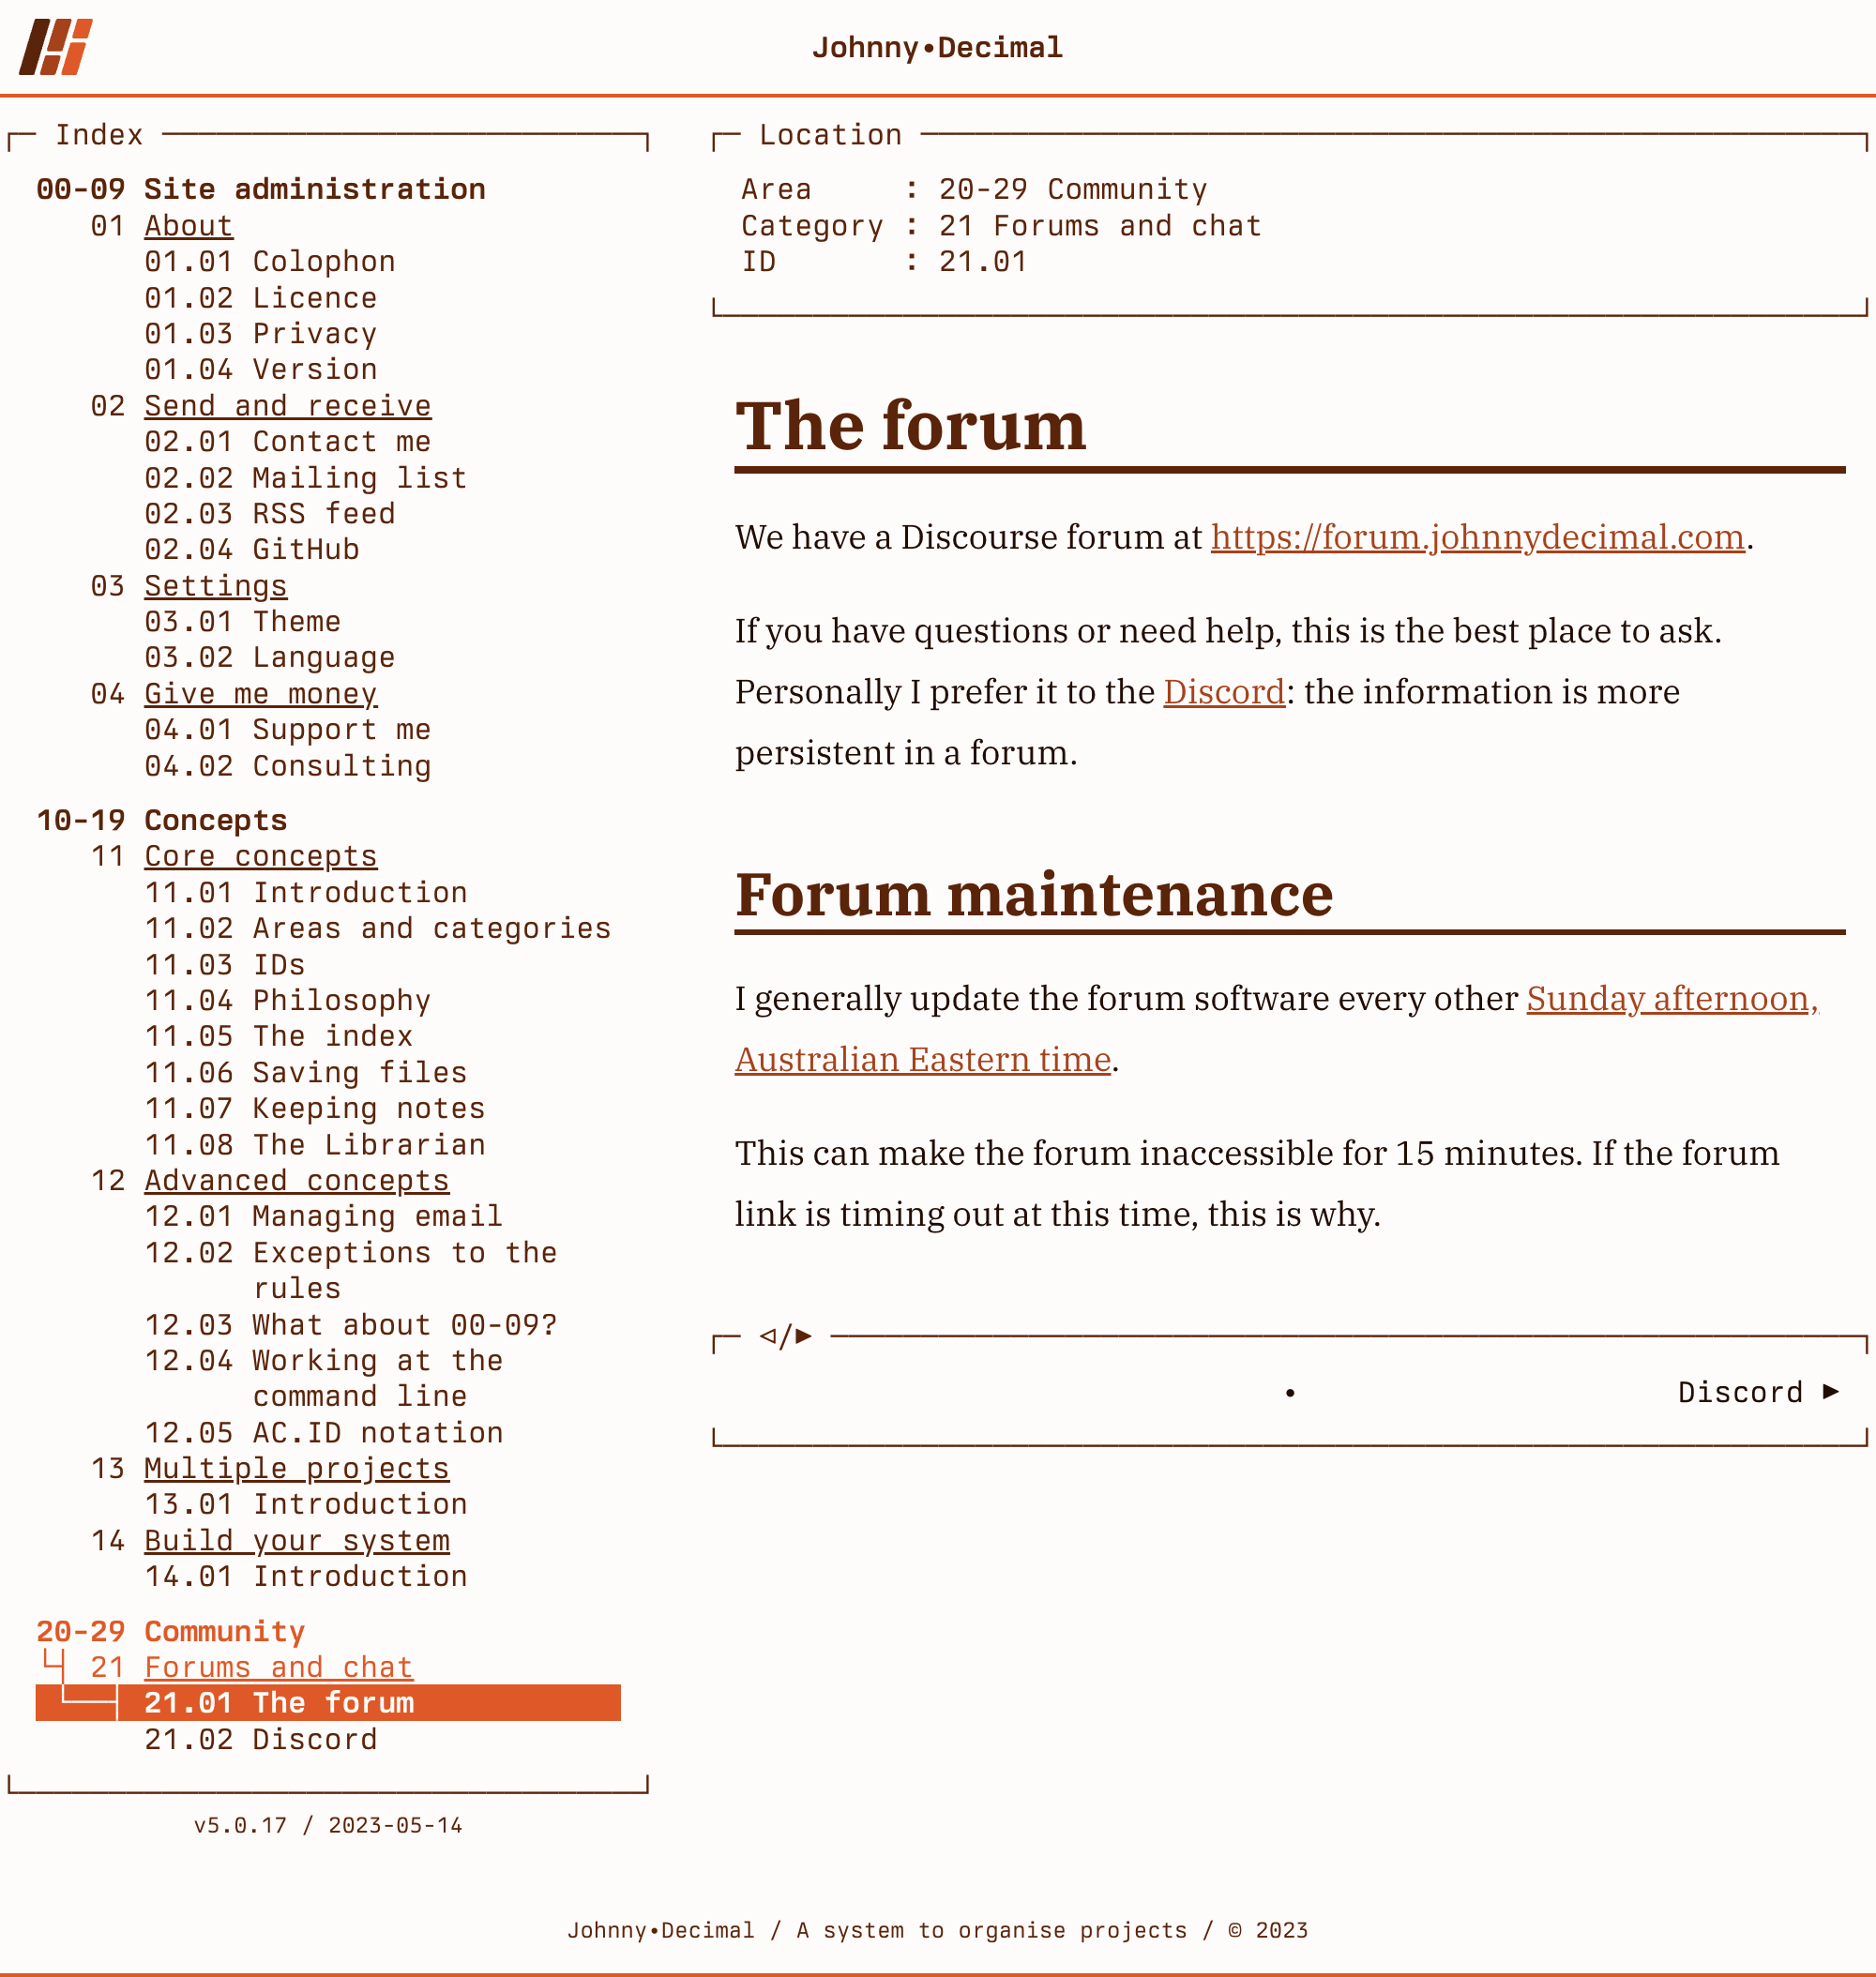 Johnny•Decimal
Index
00-09 Site administration
01 About
01.01 Colophon
01.02 Licence
01.03 Privacy
01.04 Version
02 Send and receive
02.01 Contact me
02.02 Mailing list
02.03 RSS feed
02.04 GitHub
03 Settings
03.01 Theme
03.02 Language
04 Give me money
04.01 Support me
04.02 Consulting
10-19 Concepts
11 Core concepts
11.01 Introduction
11.02 Areas and categories
11.03 IDs
11.04 Philosophy
11.05 The index
11.06 Saving files
11.07 Keeping notes
11.08 The Librarian
12 Advanced concepts
12.01 Managing email
12.02 Exceptions to the
rules
12.03 What about 00-09?
12.04 Working at the
command line
12.05 AC.ID notation
13 Multiple projects
13.01 Introduction
14 Build your system
14.01 Introduction
20-29 Community
21 Forums and chat
21.01 The forum
21.02 Discord
v5.0.17 / 2023-05-14
Location
Area : 20-29 Community
Category : 21 Forums and chat
ID : 21.01
The forum
We have a Discourse forum at https://forum.johnnydecimal.com.
If you have questions or need help, this is the best place to ask.
Personally I prefer it to the Discord: the information is more
persistent in a forum.
Forum maintenance
I generally update the forum software every other Sunday afternoon,
Australian Eastern time.
This can make the forum inaccessible for 15 minutes. If the forum
link is timing out at this time, this is why.
◁/▶
• Discord ▶
Johnny•Decimal / A system to organise projects / © 2023